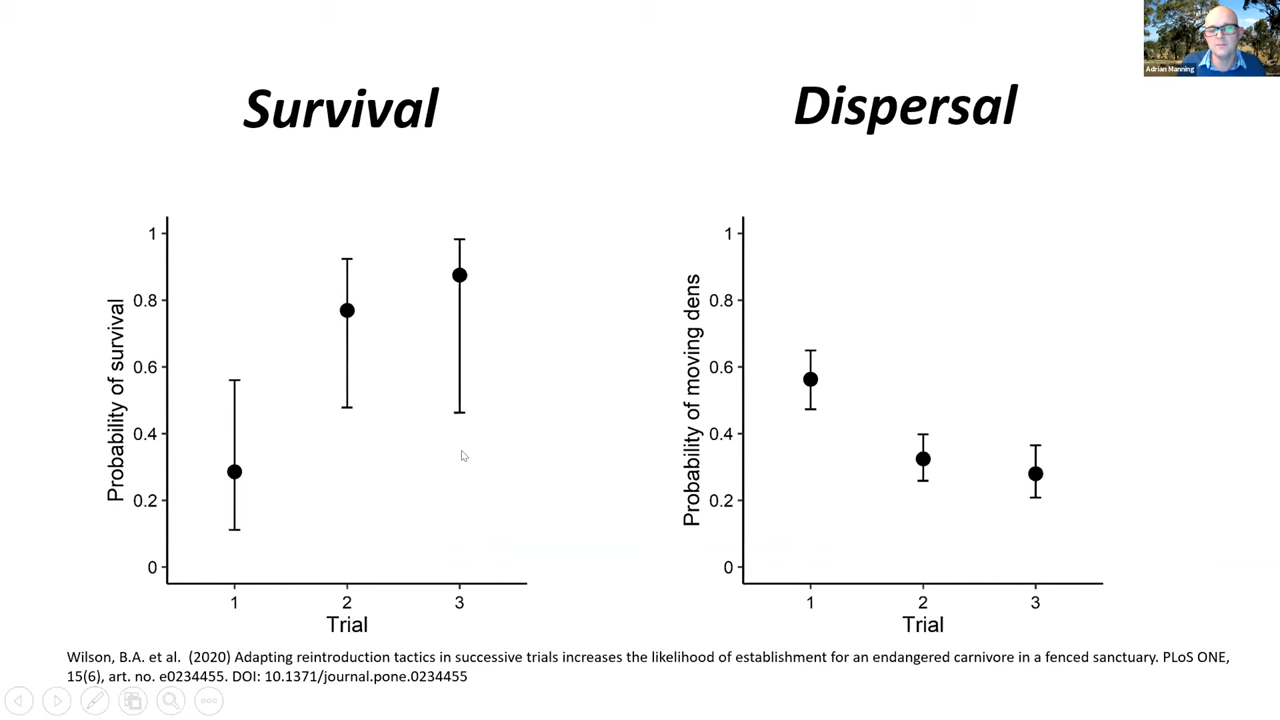 Survival
Dispersal
Adrian Manning
Probability of survival
1
0.8
0.6
0.4
0.2
0
1
2
3
Trial
Probability of moving dens
1
0.8
0.6
0.4
0.2
0
1
2
3
Trial
Wilson, B.A. et al.  (2020) Adapting reintroduction tactics in successive trials increases the likelihood of establishment for an endangered carnivore in a fenced sanctuary. PLoS ONE,
15(6), art. no. e0234455. DOI: 10.1371/journal.pone.0234455